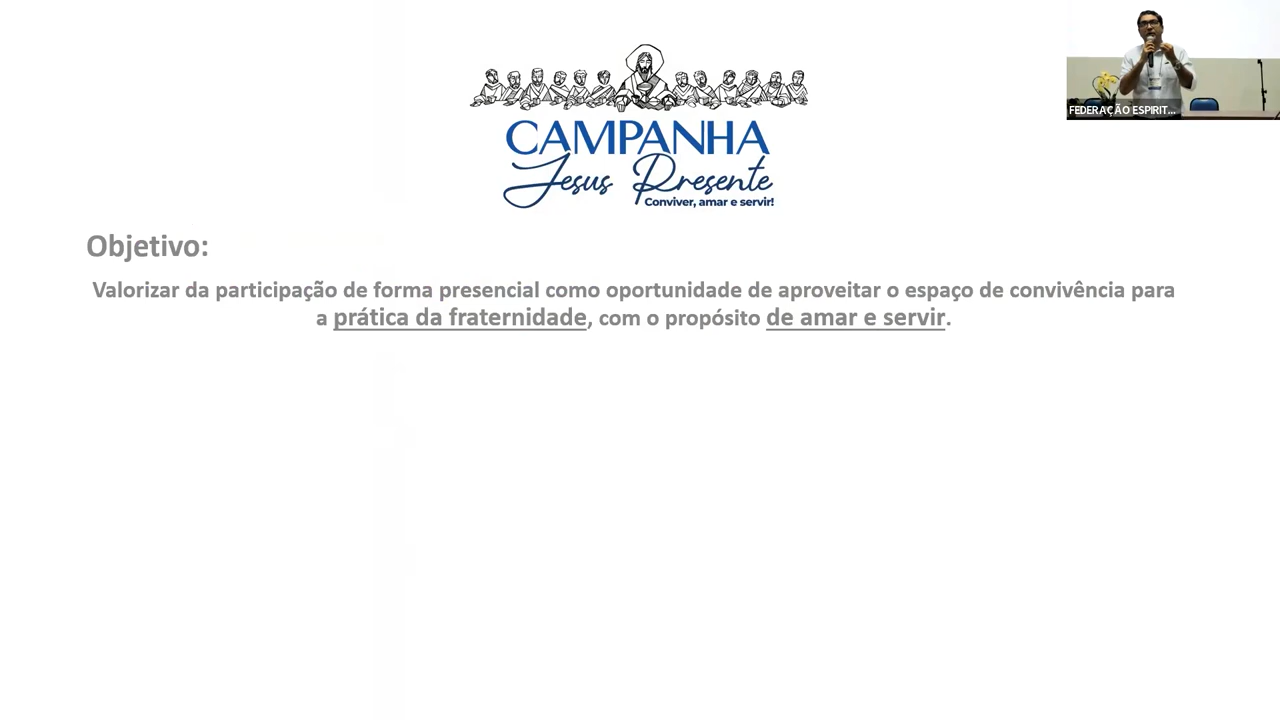 FEDERAÇÃO ESPIRIT...
CAMPANHA
Jesus Presente
Conviver, amar e servir!
Objetivo:
Valorizar da participação de forma presencial como oportunidade de aproveitar o espaço de convivência para
a prática da fraternidade, com o propósito de amar e servir.